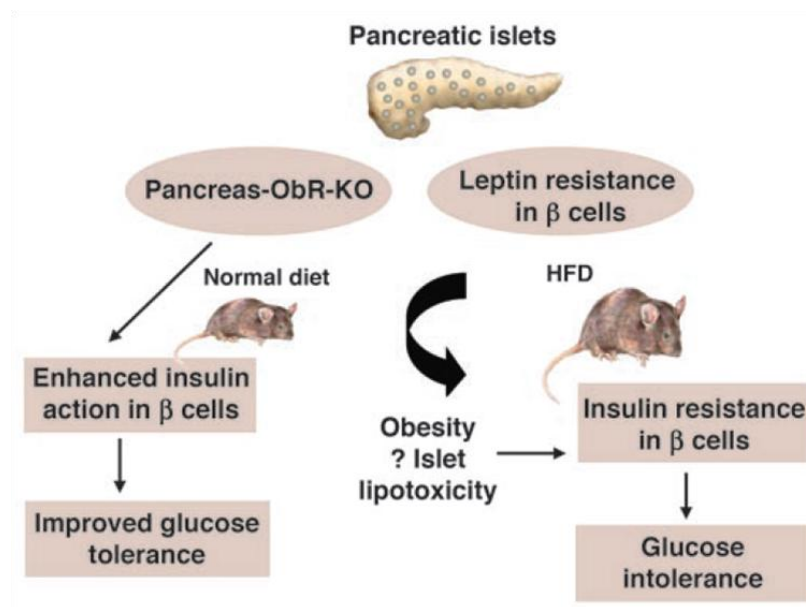 Pancreatic islets
Pancreas-ObR-KO
Leptin resistance
in β cells
Normal diet
HFD
Enhanced insulin
action in β cells
Obesity
? Islet
lipotoxicity
Insulin resistance
in β cells
Improved glucose
tolerance
Glucose
intolerance